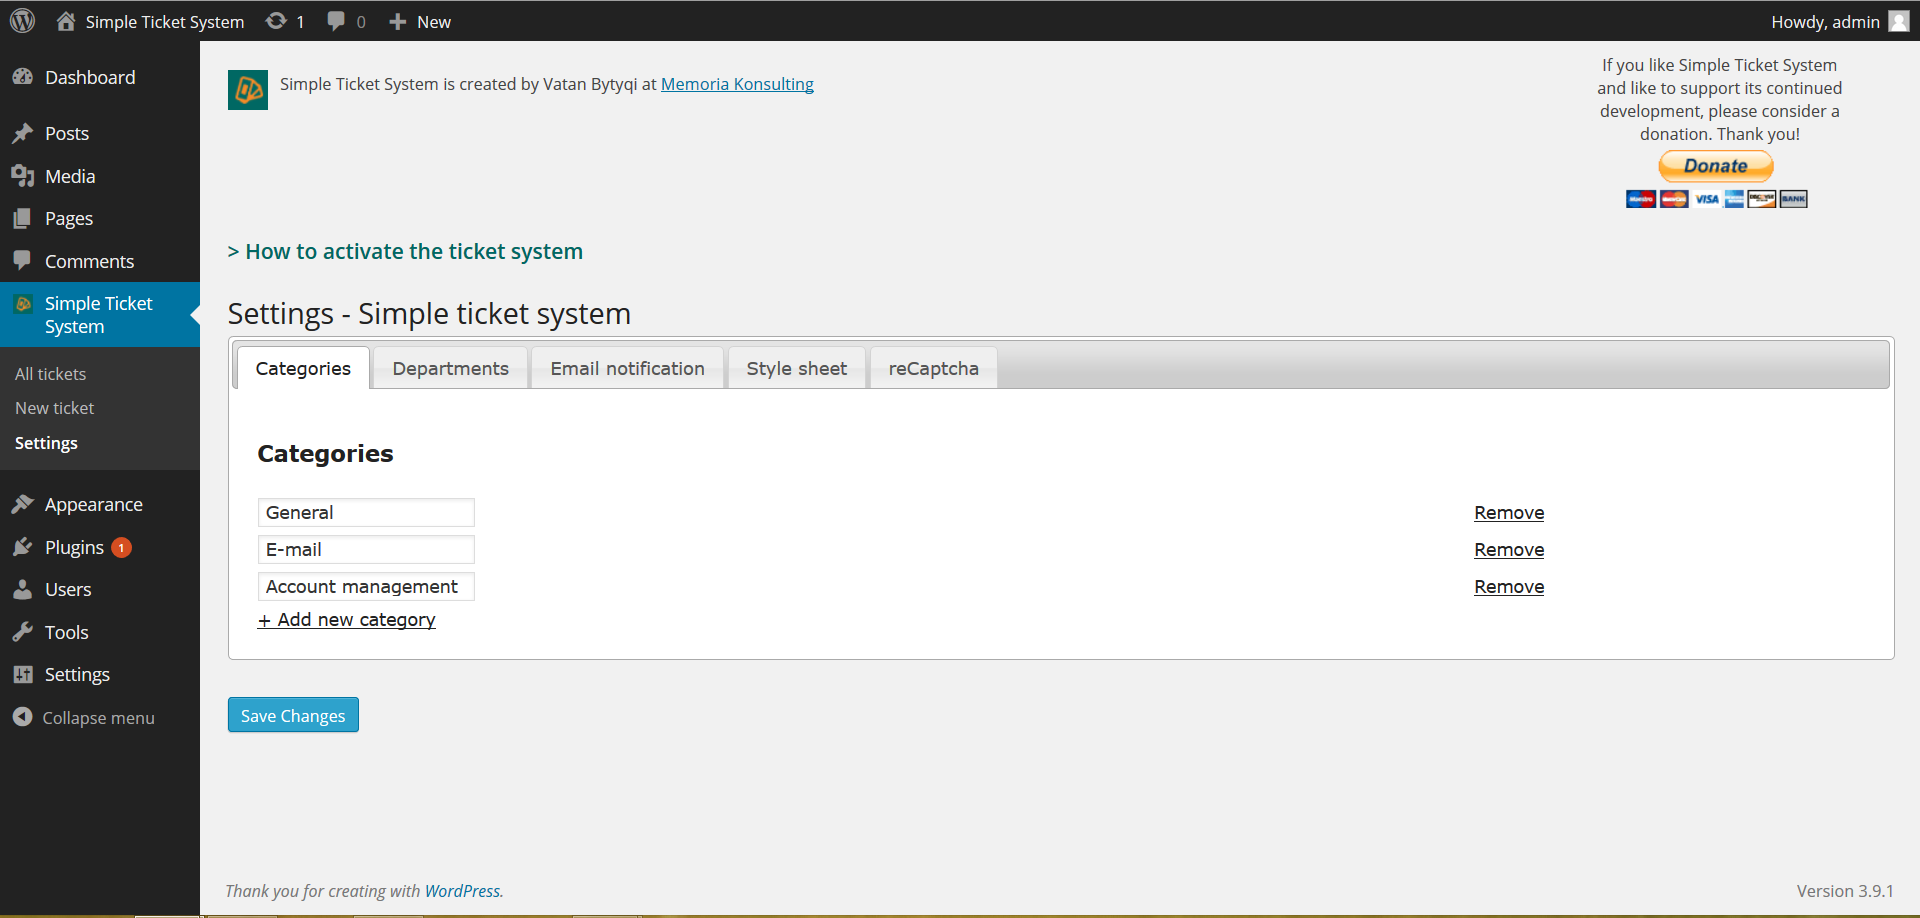 Simple Ticket System 1 0 New Howdy, admin
Dashboard
Posts
Media
Pages
Comments
Simple Ticket
System
All tickets
New ticket
Settings
Appearance
Plugins 1
Users
Tools
Settings
Collapse menu
Simple Ticket System is created by Vatan Bytyqi at Memoria Konsulting
If you like Simple Ticket System
and like to support its continued
development, please consider a
donation. Thank you!
Donate
Maestro MasterCard VISA DISCOVER BANK
> How to activate the ticket system
Settings - Simple ticket system
Categories Departments Email notification Style sheet reCaptcha
Categories
General Remove
E-mail Remove
Account management Remove
+ Add new category
Save Changes
Thank you for creating with WordPress. Version 3.9.1